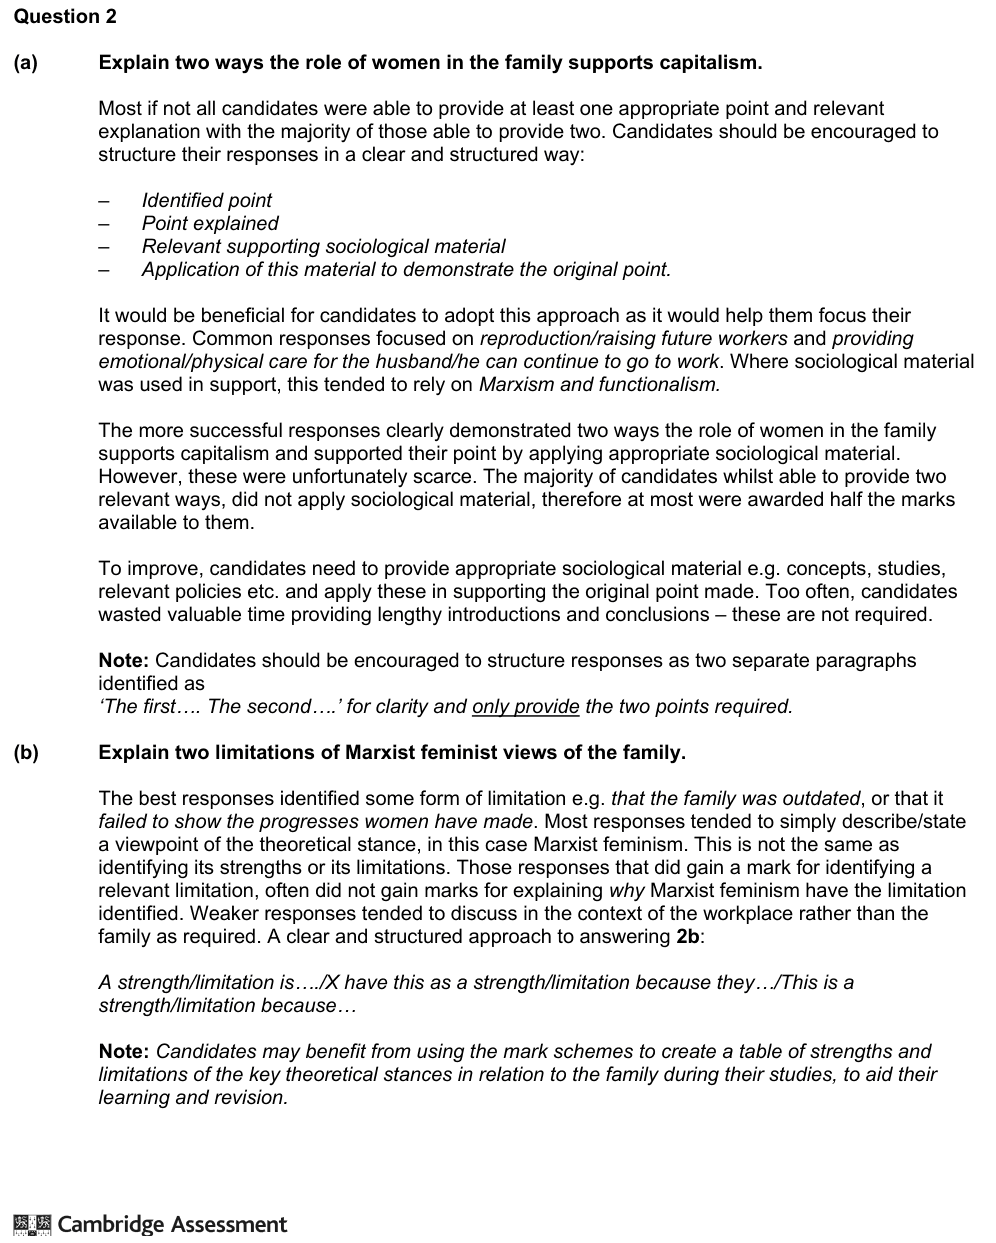 Question 2
(a) Explain two ways the role of women in the family supports capitalism.
Most if not all candidates were able to provide at least one appropriate point and relevant
explanation with the majority of those able to provide two. Candidates should be encouraged to
structure their responses in a clear and structured way:
– Identified point
– Point explained
– Relevant supporting sociological material
– Application of this material to demonstrate the original point.
It would be beneficial for candidates to adopt this approach as it would help them focus their
response. Common responses focused on reproduction/raising future workers and providing
emotional/physical care for the husband/he can continue to go to work. Where sociological material
was used in support, this tended to rely on Marxism and functionalism.
The more successful responses clearly demonstrated two ways the role of women in the family
supports capitalism and supported their point by applying appropriate sociological material.
However, these were unfortunately scarce. The majority of candidates whilst able to provide two
relevant ways, did not apply sociological material, therefore at most were awarded half the marks
available to them.
To improve, candidates need to provide appropriate sociological material e.g. concepts, studies,
relevant policies etc. and apply these in supporting the original point made. Too often, candidates
wasted valuable time providing lengthy introductions and conclusions – these are not required.
Note: Candidates should be encouraged to structure responses as two separate paragraphs
identified as
‘The first…. The second….’ for clarity and only provide the two points required.
(b) Explain two limitations of Marxist feminist views of the family.
The best responses identified some form of limitation e.g. that the family was outdated, or that it
failed to show the progresses women have made. Most responses tended to simply describe/state
a viewpoint of the theoretical stance, in this case Marxist feminism. This is not the same as
identifying its strengths or its limitations. Those responses that did gain a mark for identifying a
relevant limitation, often did not gain marks for explaining why Marxist feminism have the limitation
identified. Weaker responses tended to discuss in the context of the workplace rather than the
family as required. A clear and structured approach to answering 2b:
A strength/limitation is…./X have this as a strength/limitation because they…/This is a
strength/limitation because…
Note: Candidates may benefit from using the mark schemes to create a table of strengths and
limitations of the key theoretical stances in relation to the family during their studies, to aid their
learning and revision.
Cambridge Assessment